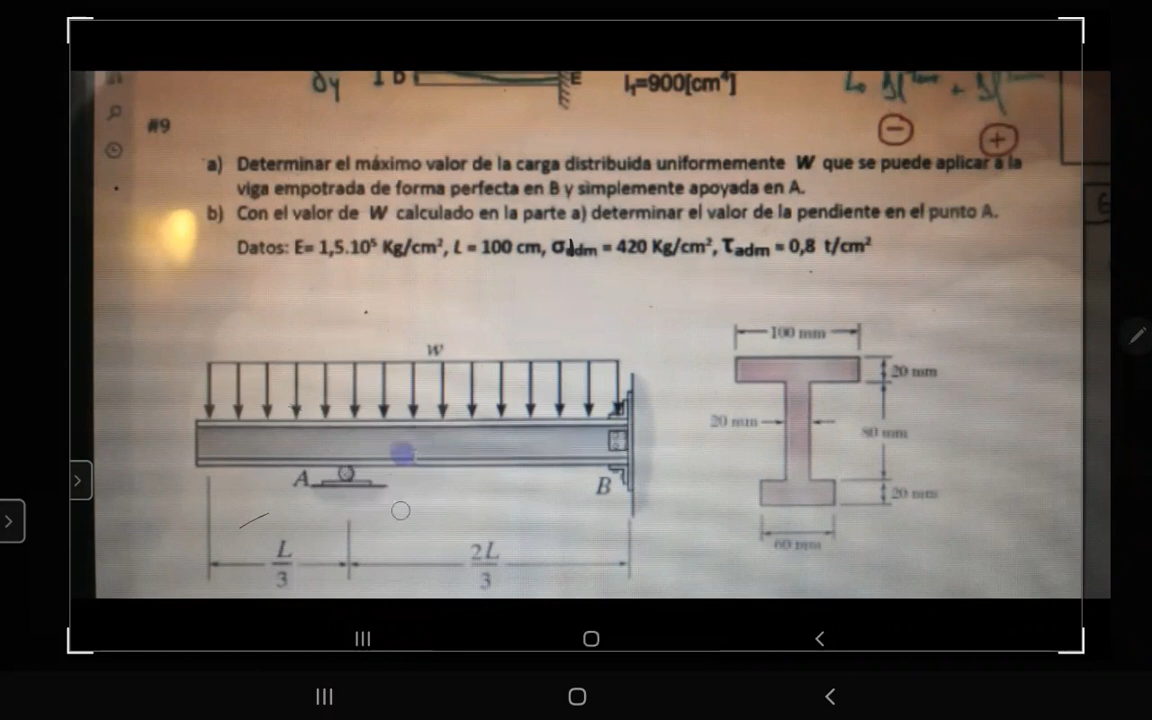 ∂y I D E I₁=900[cm⁴]
#9
a) Determinar el máximo valor de la carga distribuida uniformemente W que se puede aplicar a la
viga empotrada de forma perfecta en B y simplemente apoyada en A.
b) Con el valor de W calculado en la parte a) determinar el valor de la pendiente en el punto A.
Datos: E= 1,5.10⁵ Kg/cm², L = 100 cm, σadm = 420 Kg/cm², τadm = 0,8 t/cm²
w
100 mm
20 mm
20 mm
80 mm
A
B
20 mm
60 mm
L/3
2L/3